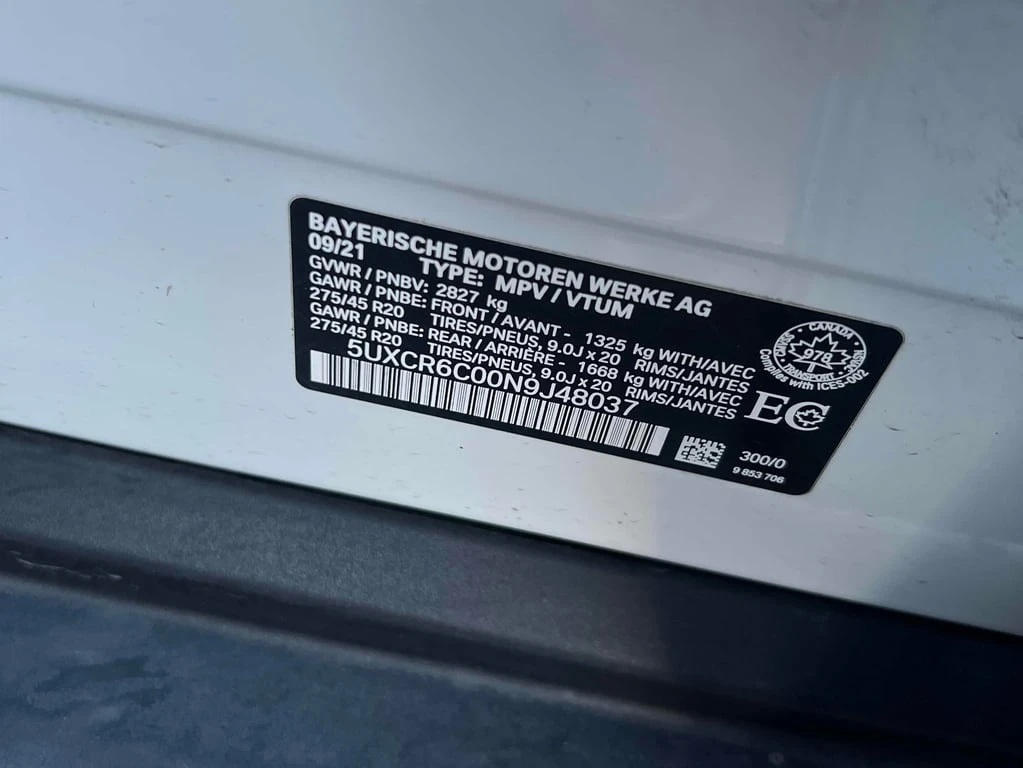 BAYERISCHE MOTOREN WERKE AG
09/21 TYPE: MPV / VTUM
GVWR / PNBV: 2827 kg
GAWR / PNBE: FRONT / AVANT - 1325 kg WITH/AVEC
275/45 R20 TIRES/PNEUS, 9.0J x 20 RIMS/JANTES
GAWR / PNBE: REAR / ARRIÈRE - 1668 kg WITH/AVEC
275/45 R20 TIRES/PNEUS, 9.0J x 20 RIMS/JANTES
5UXCR6C00N9J48037
CANADA
978
TRANSPORT
Complies with ICES-002
EC
300/0
9 853 706